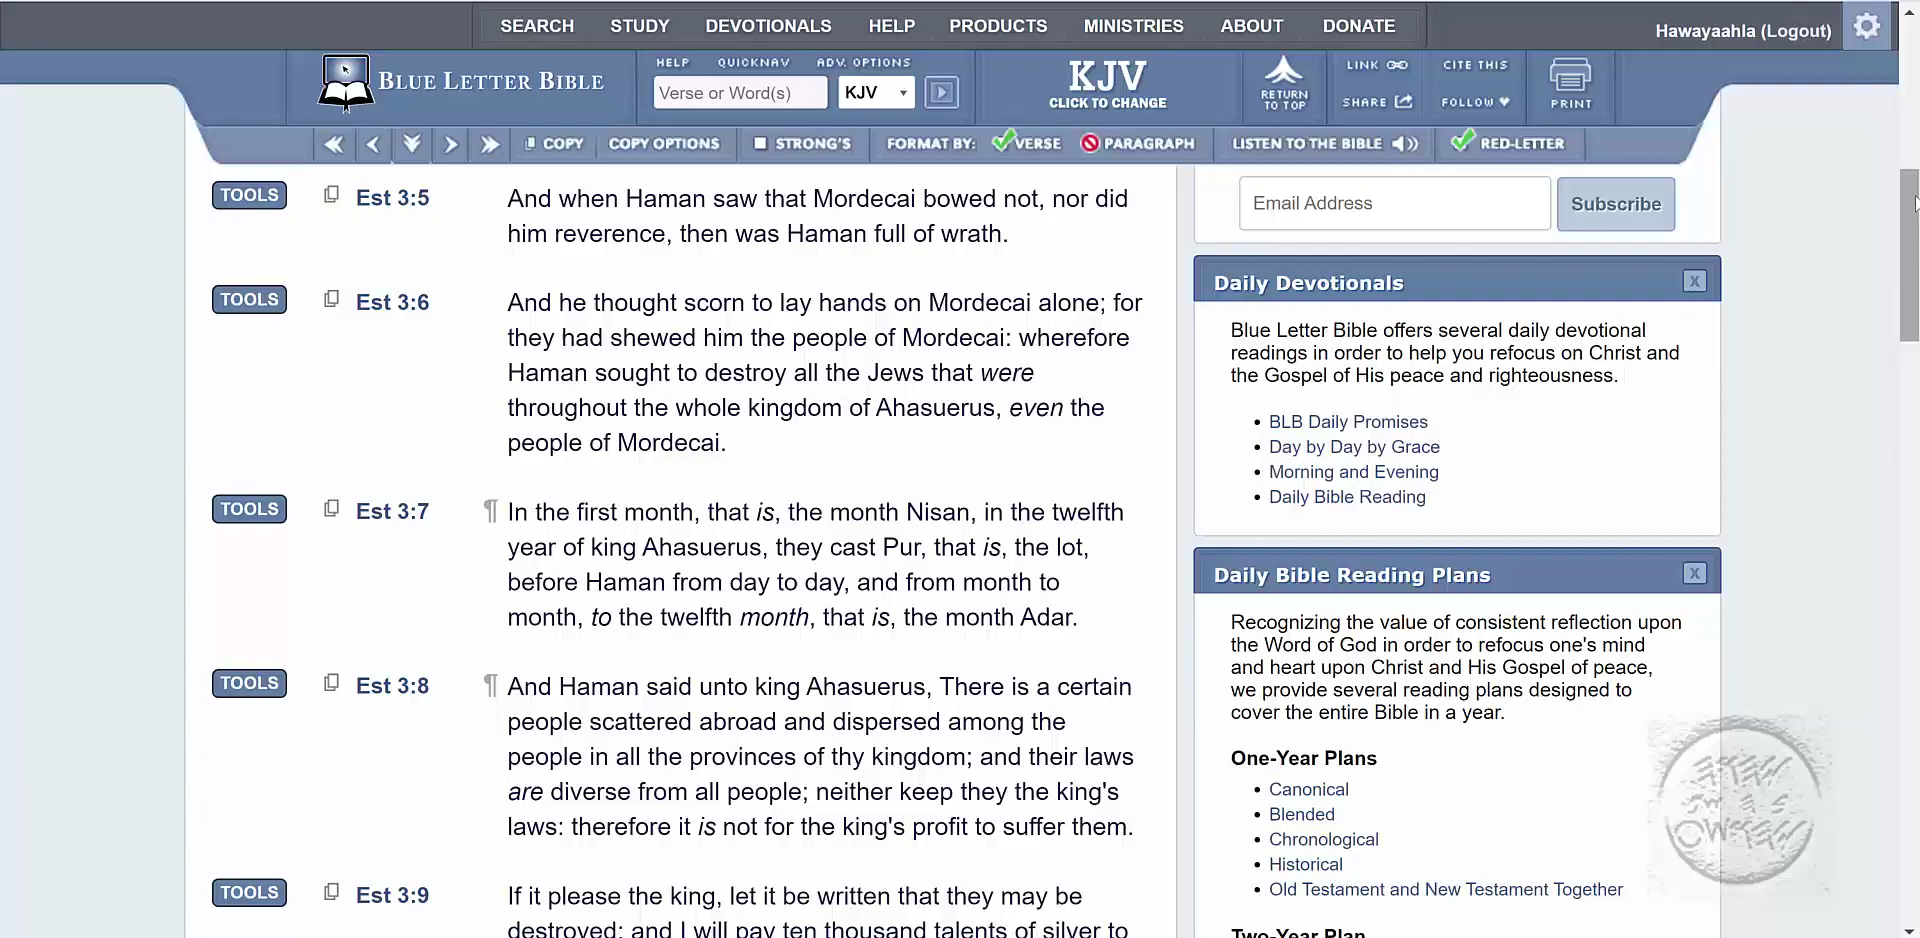 SEARCH STUDY DEVOTIONALS HELP PRODUCTS MINISTRIES ABOUT DONATE
Hawayaahla (Logout)
BLUE LETTER BIBLE
HELP QUICKNAV ADV. OPTIONS
Verse or Word(s) KJV
KJV
CLICK TO CHANGE
RETURN
TO TOP
LINK
SHARE
CITE THIS
FOLLOW
PRINT
COPY COPY OPTIONS STRONG'S FORMAT BY: VERSE PARAGRAPH LISTEN TO THE BIBLE RED-LETTER
TOOLS Est 3:5 And when Haman saw that Mordecai bowed not, nor did
him reverence, then was Haman full of wrath.
TOOLS Est 3:6 And he thought scorn to lay hands on Mordecai alone; for
they had shewed him the people of Mordecai: wherefore
Haman sought to destroy all the Jews that were
throughout the whole kingdom of Ahasuerus, even the
people of Mordecai.
TOOLS Est 3:7 ¶ In the first month, that is, the month Nisan, in the twelfth
year of king Ahasuerus, they cast Pur, that is, the lot,
before Haman from day to day, and from month to
month, to the twelfth month, that is, the month Adar.
TOOLS Est 3:8 ¶ And Haman said unto king Ahasuerus, There is a certain
people scattered abroad and dispersed among the
people in all the provinces of thy kingdom; and their laws
are diverse from all people; neither keep they the king's
laws: therefore it is not for the king's profit to suffer them.
TOOLS Est 3:9 If it please the king, let it be written that they may be
destroyed: and I will pay ten thousand talents of silver to
Email Address Subscribe
Daily Devotionals X
Blue Letter Bible offers several daily devotional
readings in order to help you refocus on Christ and
the Gospel of His peace and righteousness.
• BLB Daily Promises
• Day by Day by Grace
• Morning and Evening
• Daily Bible Reading
Daily Bible Reading Plans X
Recognizing the value of consistent reflection upon
the Word of God in order to refocus one's mind
and heart upon Christ and His Gospel of peace,
we provide several reading plans designed to
cover the entire Bible in a year.
One-Year Plans
• Canonical
• Blended
• Chronological
• Historical
• Old Testament and New Testament Together
Two-Year Plan